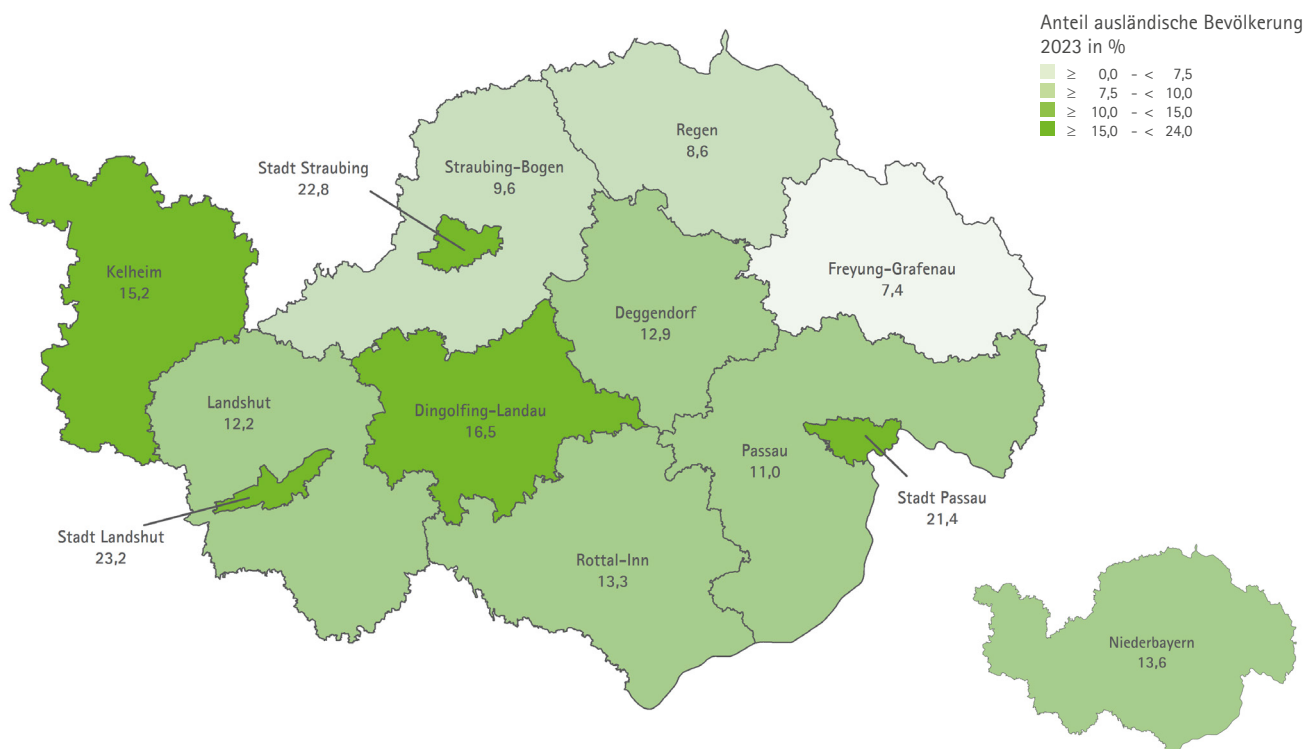 Anteil ausländische Bevölkerung
2023 in %
≥ 0,0 - < 7,5
≥ 7,5 - < 10,0
≥ 10,0 - < 15,0
≥ 15,0 - < 24,0
Regen
8,6
Stadt Straubing
22,8
Straubing-Bogen
9,6
Kelheim
15,2
Freyung-Grafenau
7,4
Deggendorf
12,9
Landshut
12,2
Dingolfing-Landau
16,5
Passau
11,0
Stadt Passau
21,4
Stadt Landshut
23,2
Rottal-Inn
13,3
Niederbayern
13,6